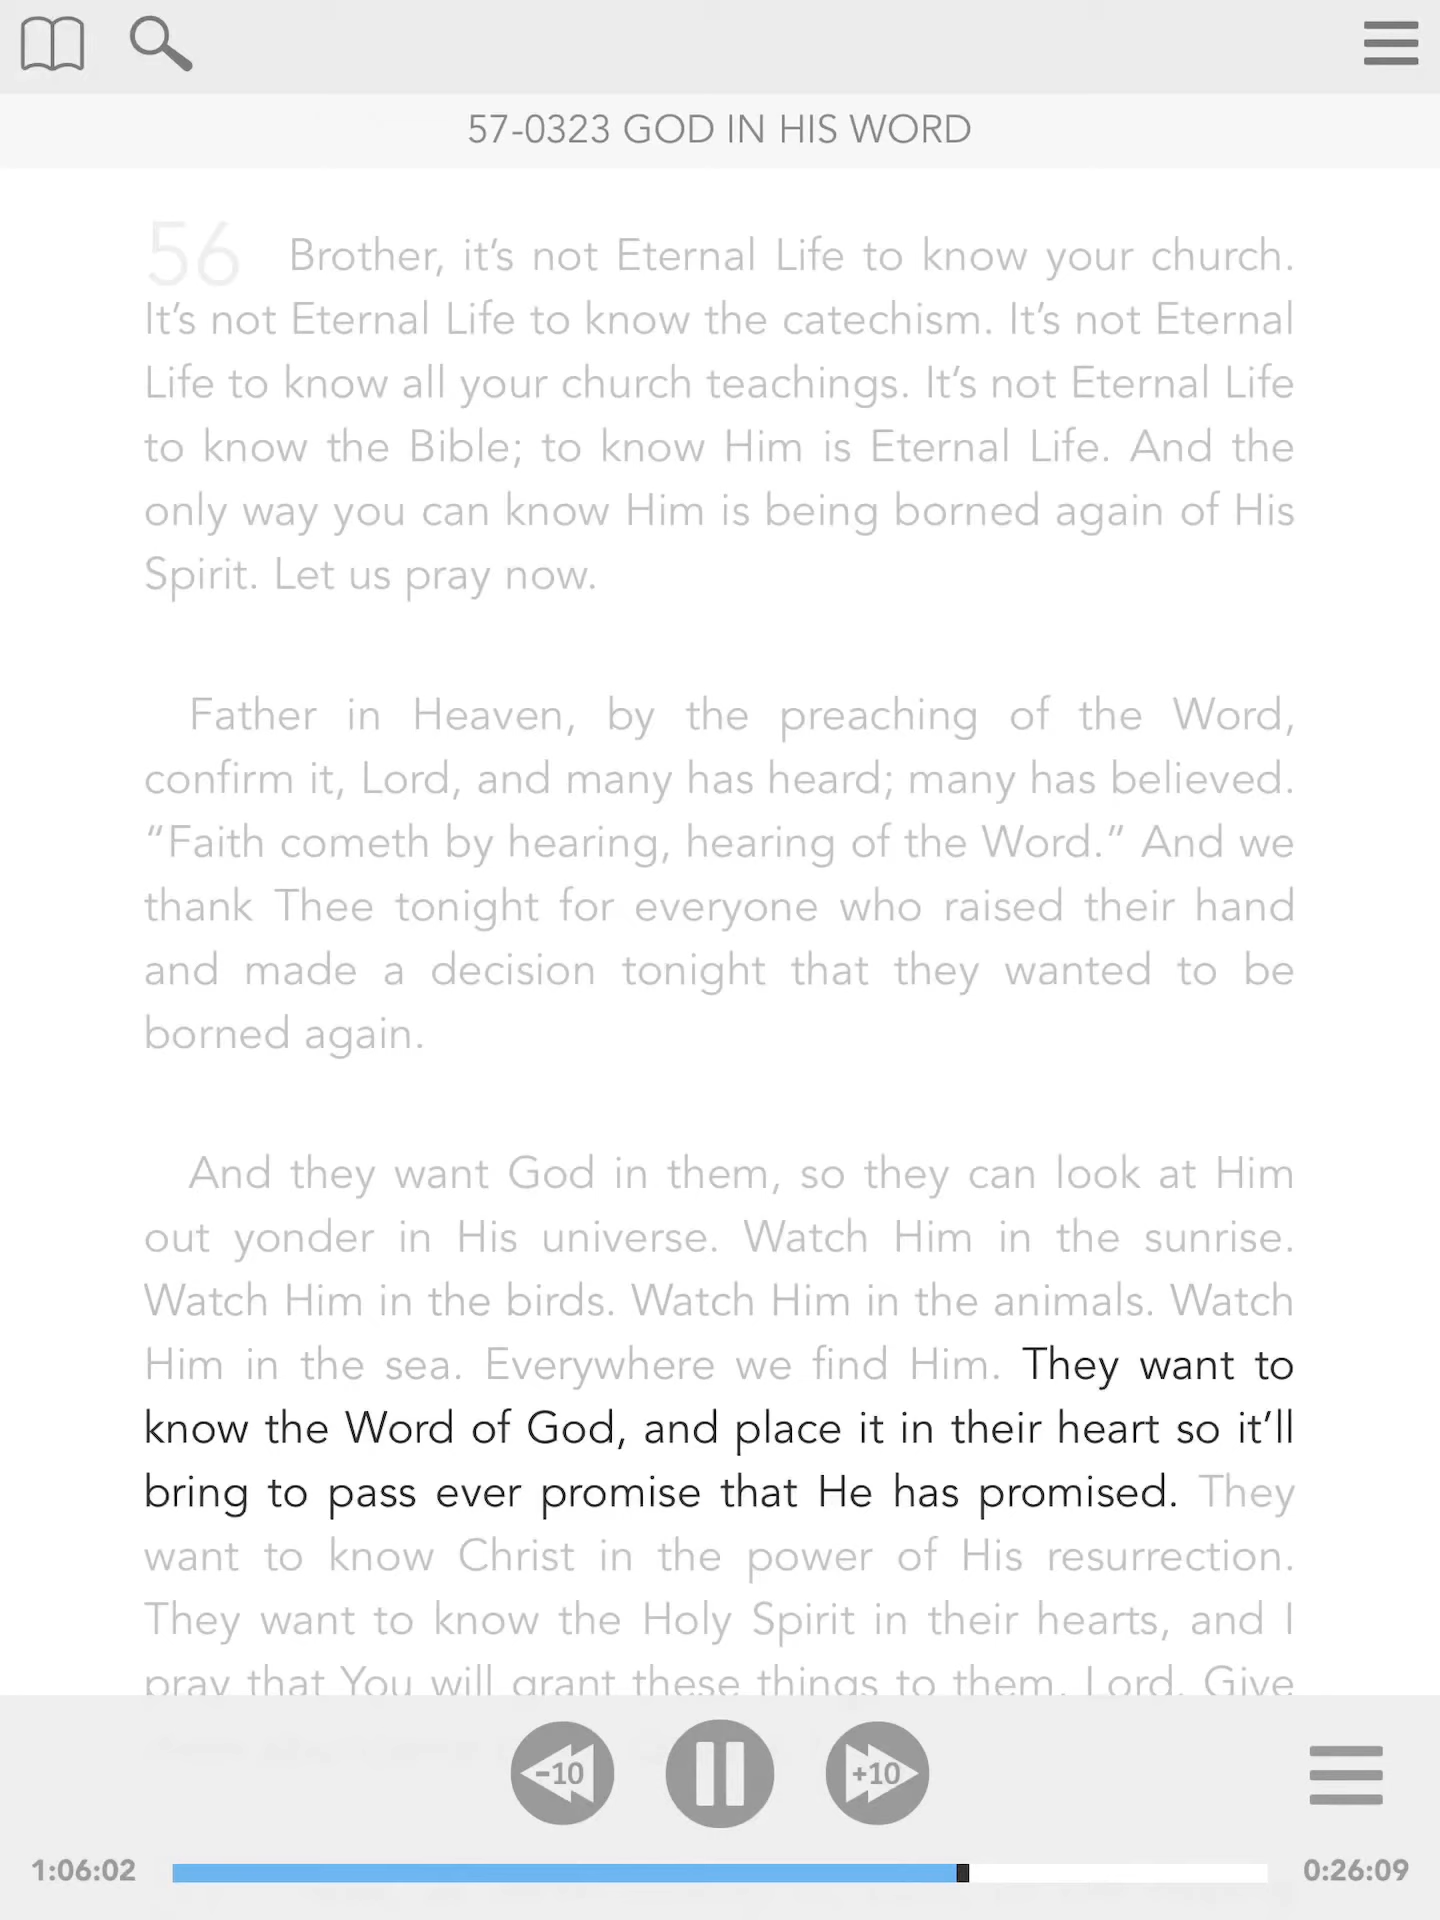 57-0323 GOD IN HIS WORD
56 Brother, it’s not Eternal Life to know your church.
It’s not Eternal Life to know the catechism. It’s not Eternal
Life to know all your church teachings. It’s not Eternal Life
to know the Bible; to know Him is Eternal Life. And the
only way you can know Him is being borned again of His
Spirit. Let us pray now.
Father in Heaven, by the preaching of the Word,
confirm it, Lord, and many has heard; many has believed.
“Faith cometh by hearing, hearing of the Word.” And we
thank Thee tonight for everyone who raised their hand
and made a decision tonight that they wanted to be
borned again.
And they want God in them, so they can look at Him
out yonder in His universe. Watch Him in the sunrise.
Watch Him in the birds. Watch Him in the animals. Watch
Him in the sea. Everywhere we find Him. They want to
know the Word of God, and place it in their heart so it’ll
bring to pass ever promise that He has promised. They
want to know Christ in the power of His resurrection.
They want to know the Holy Spirit in their hearts, and I
pray that You will grant these things to them, Lord. Give
-10 +10
1:06:02 0:26:09